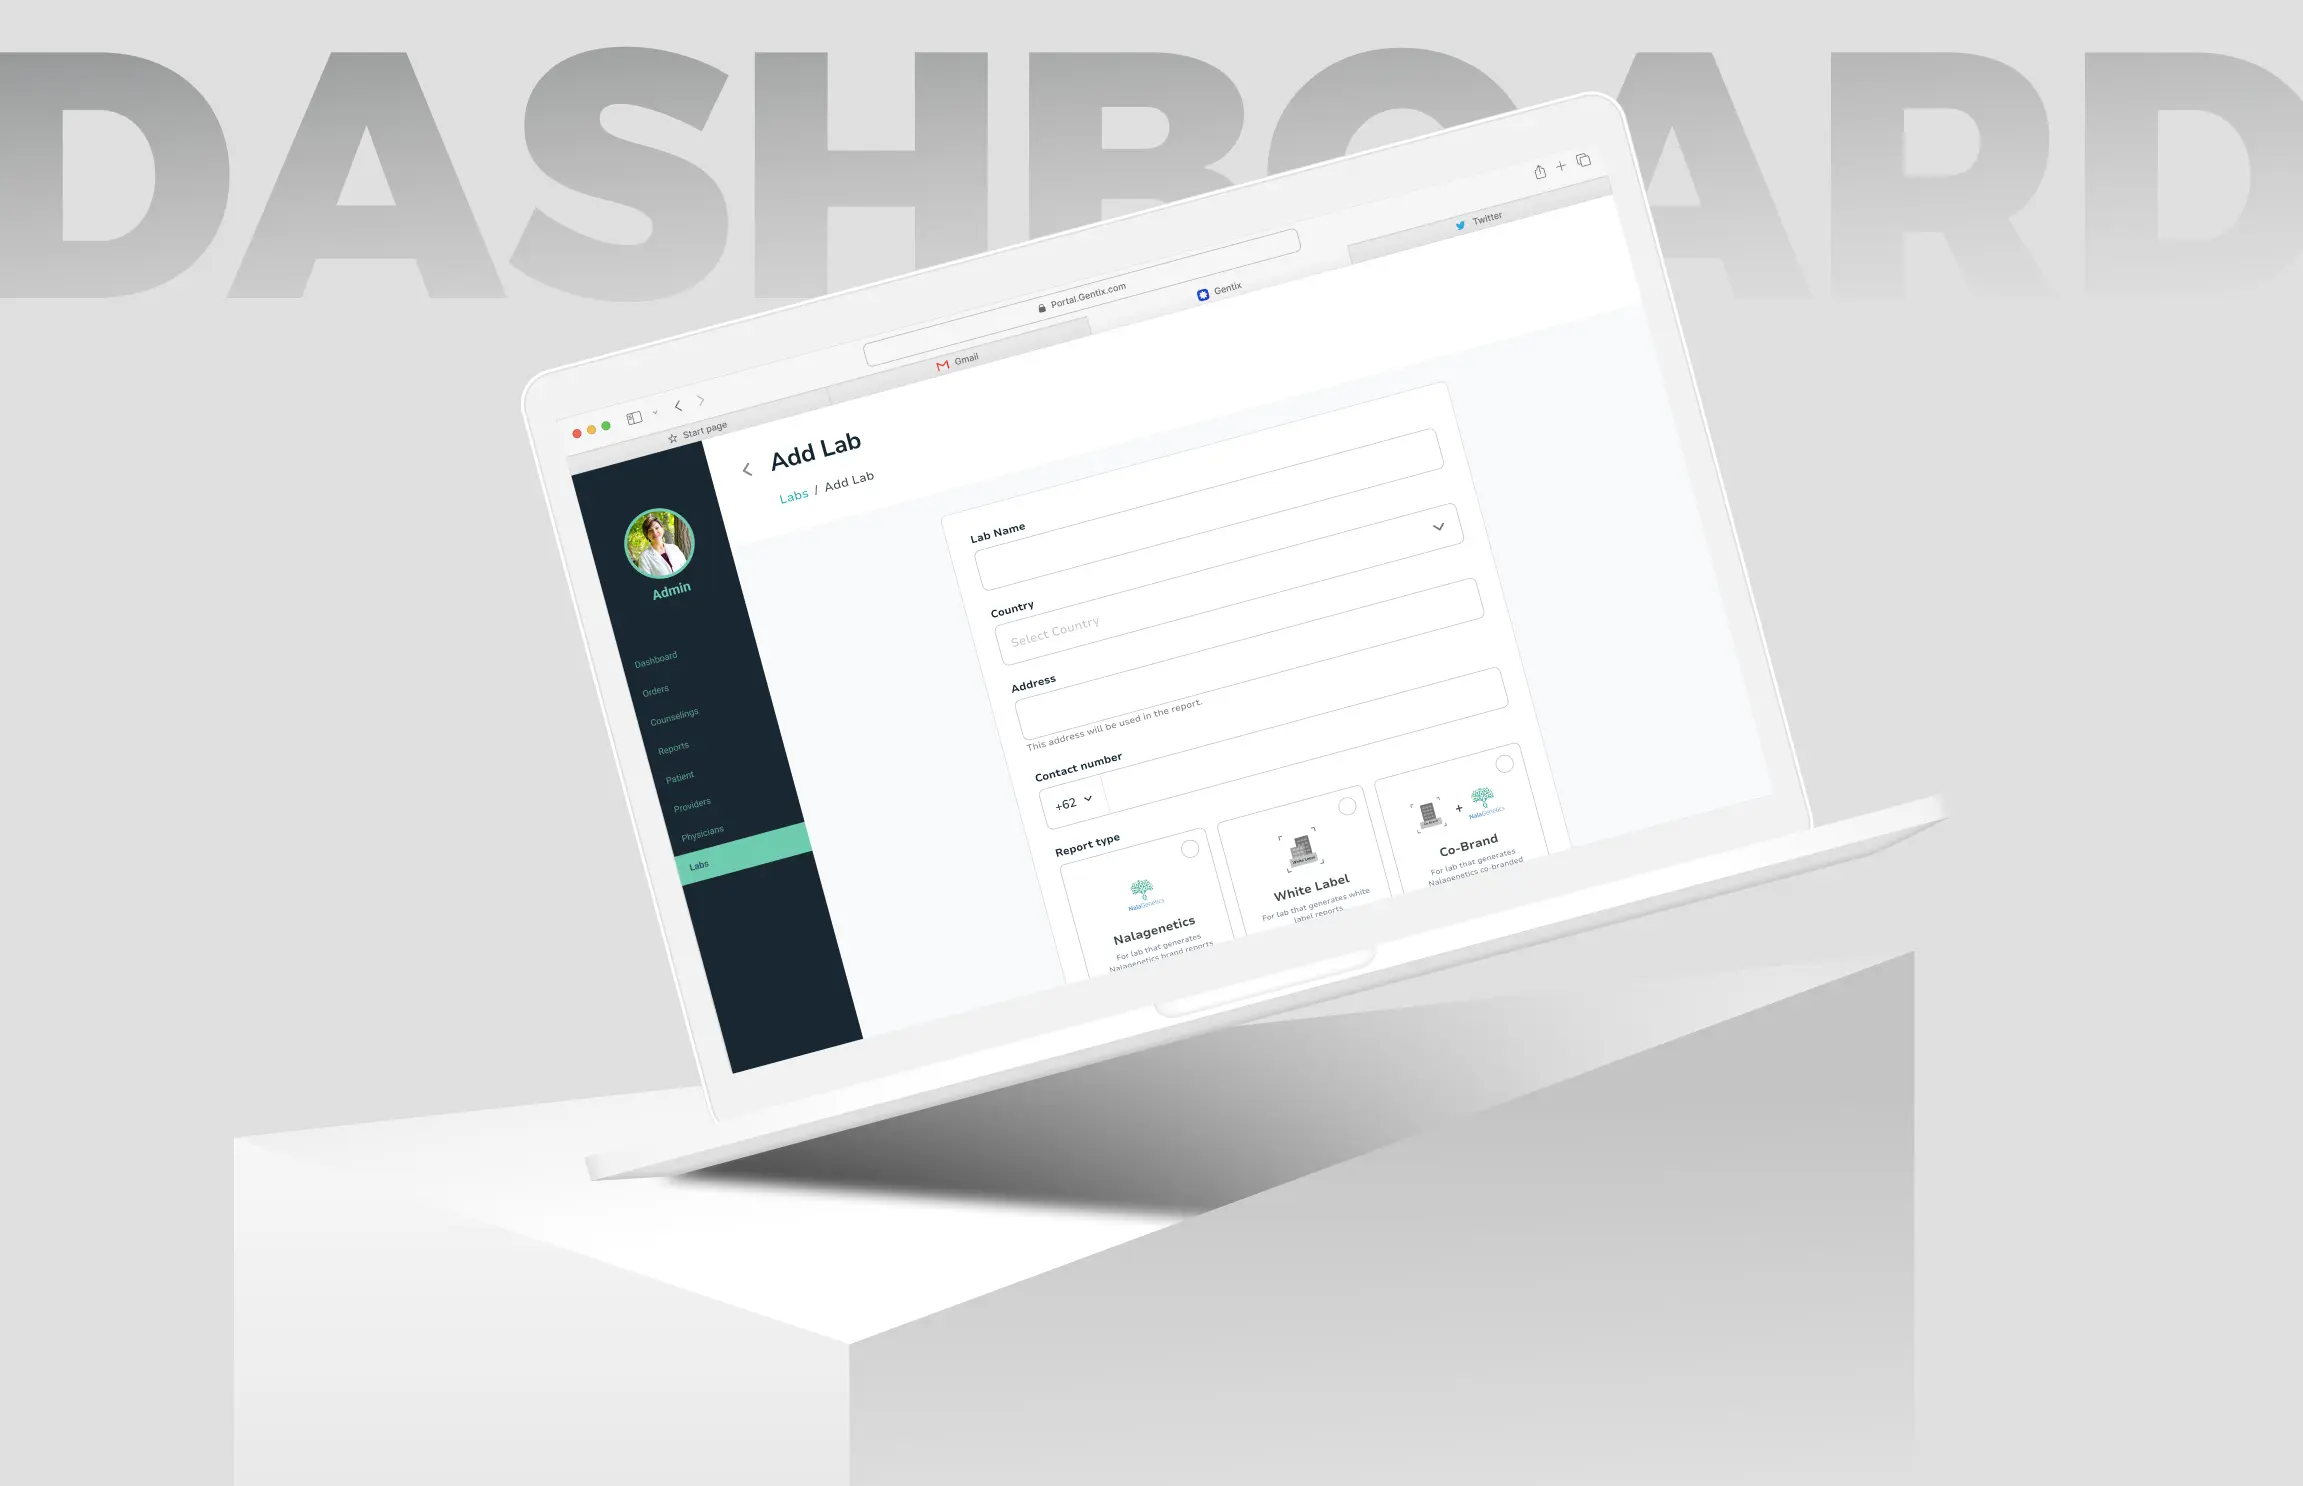 DASHBOARD
Portal.Gentix.com
Start page
Gmail
Gentix
Twitter
Add Lab
Labs / Add Lab
Admin
Dashboard
Orders
Counselings
Reports
Patient
Providers
Physicians
Labs
Lab Name
Country
Select Country
Address
This address will be used in the report.
Contact number
+62
Report type
NalaGenetics
Nalagenetics
For lab that generates
Nalagenetics brand reports
White Label
White Label
For lab that generates white
label reports
+
NalaGenetics
Co-Brand
For lab that generates
Nalagenetics co-branded